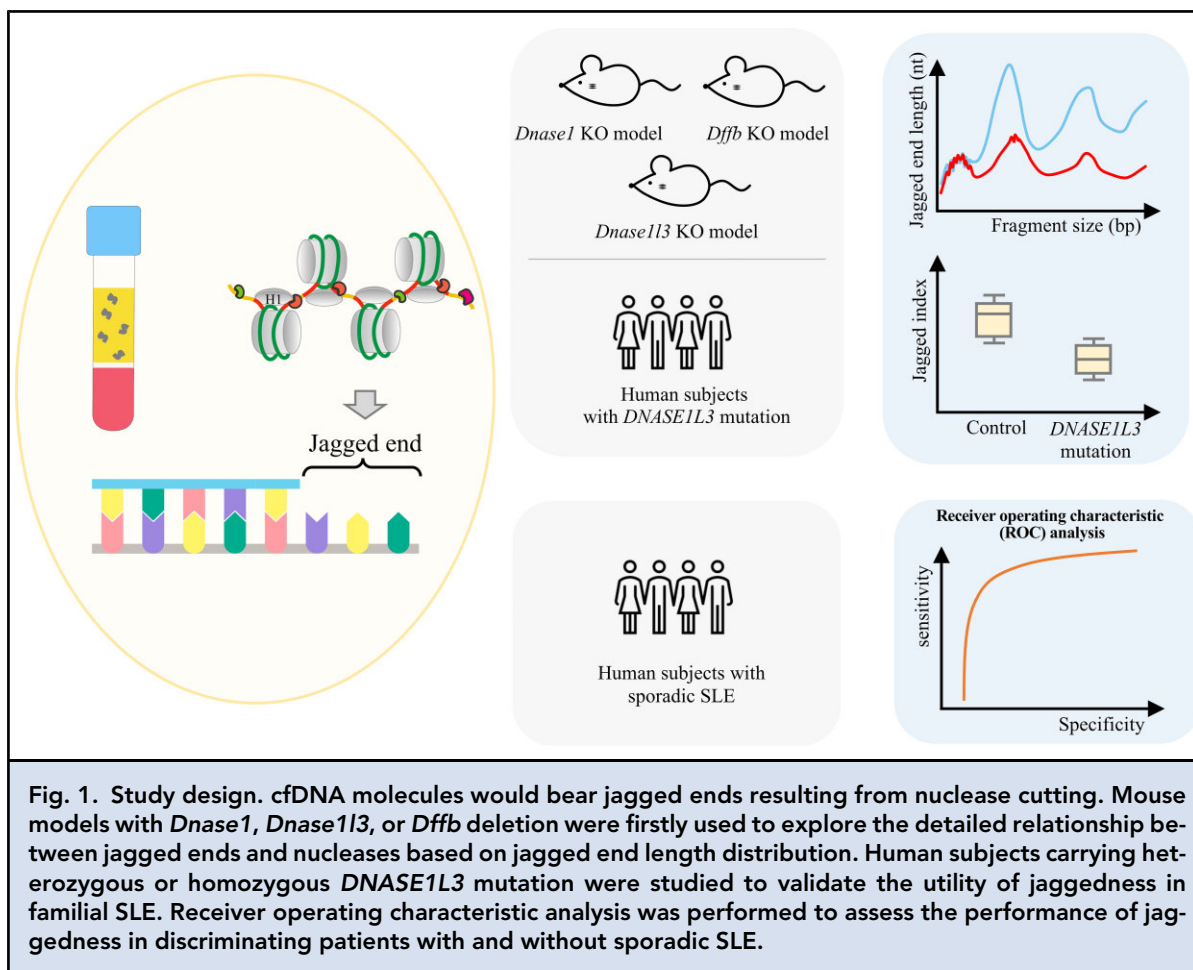 H1
Jagged end
Dnase1 KO model
Dffb KO model
Dnase1l3 KO model
Human subjects
with DNASE1L3 mutation
Human subjects with
sporadic SLE
Jagged end length (nt)
Fragment size (bp)
Jagged index
Control
DNASE1L3
mutation
Receiver operating characteristic
(ROC) analysis
sensitivity
Specificity
Fig. 1. Study design. cfDNA molecules would bear jagged ends resulting from nuclease cutting. Mouse
models with Dnase1, Dnase1l3, or Dffb deletion were firstly used to explore the detailed relationship be-
tween jagged ends and nucleases based on jagged end length distribution. Human subjects carrying het-
erozygous or homozygous DNASE1L3 mutation were studied to validate the utility of jaggedness in
familial SLE. Receiver operating characteristic analysis was performed to assess the performance of jag-
gedness in discriminating patients with and without sporadic SLE.